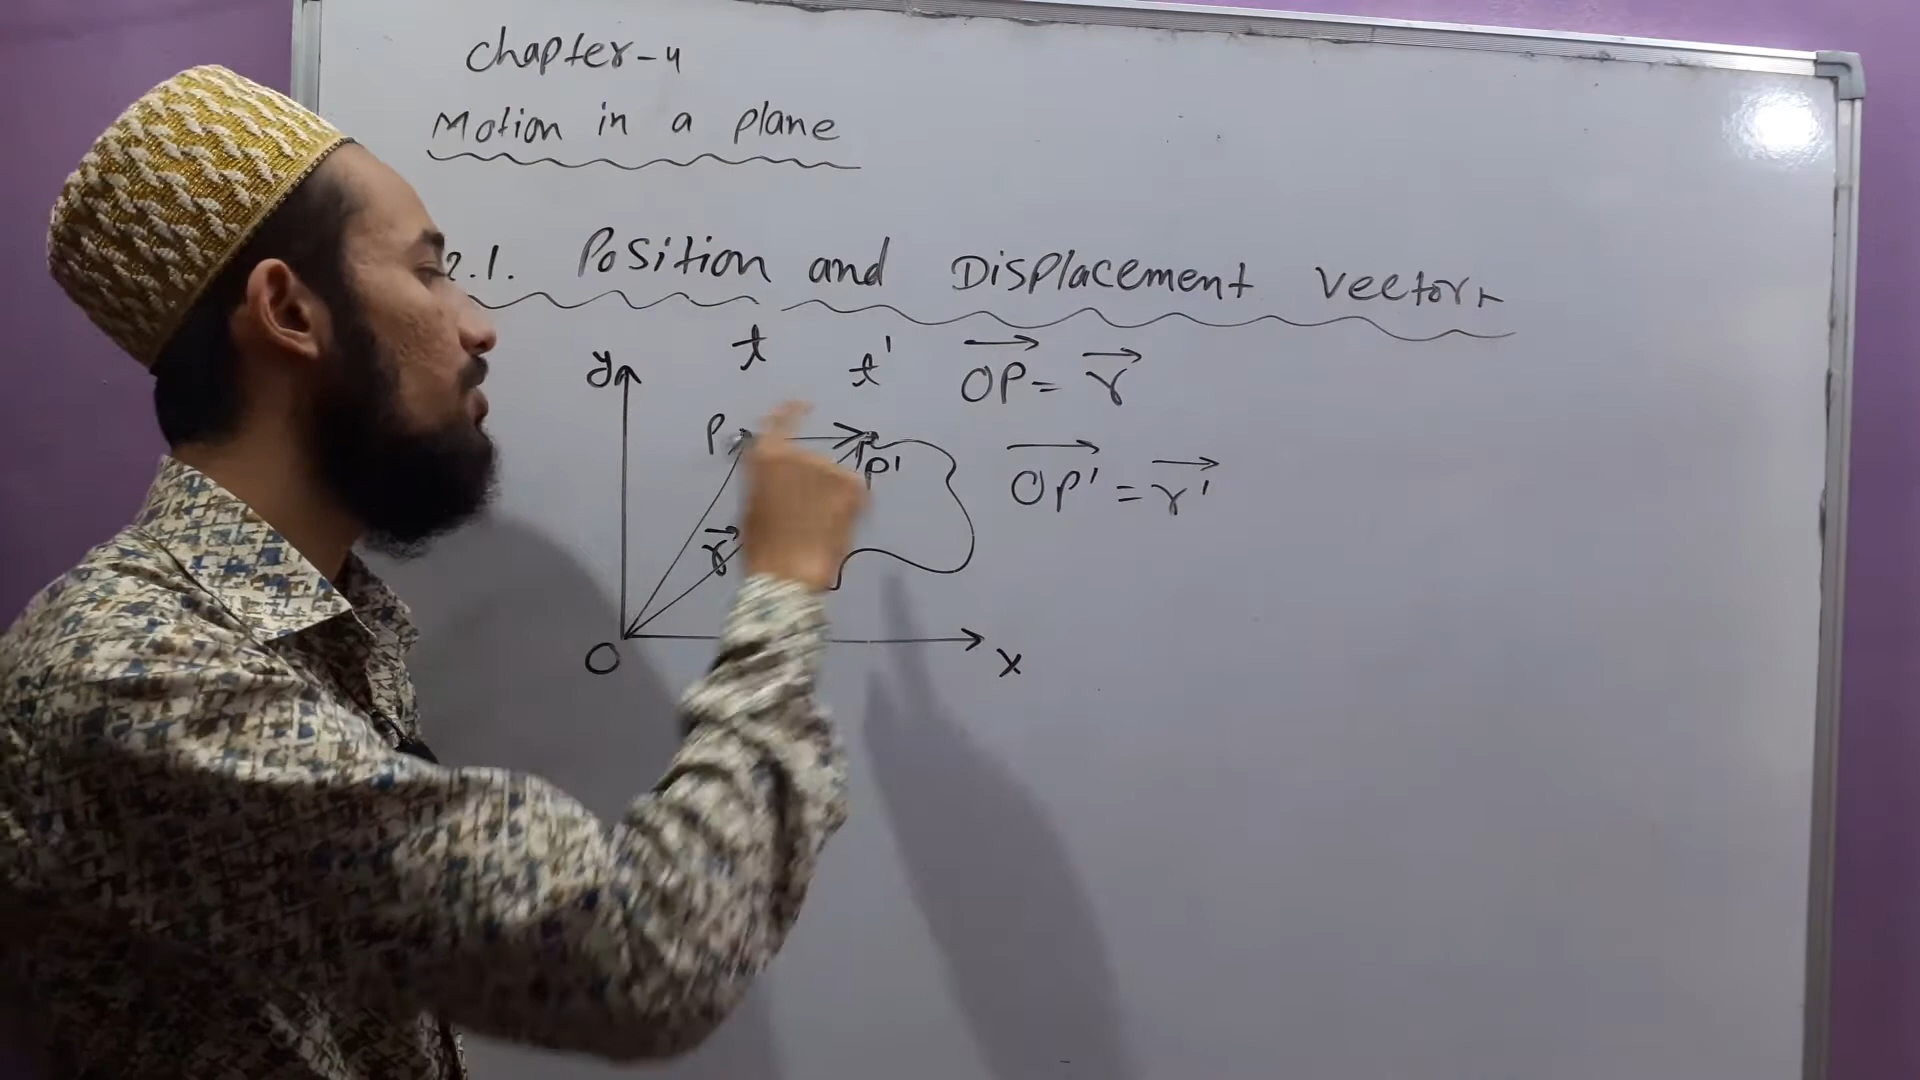 Chapter-4
Motion in a plane
2.1. Position and Displacement Vector
y t t' OP = r
P P' OP' = r'
r
O x